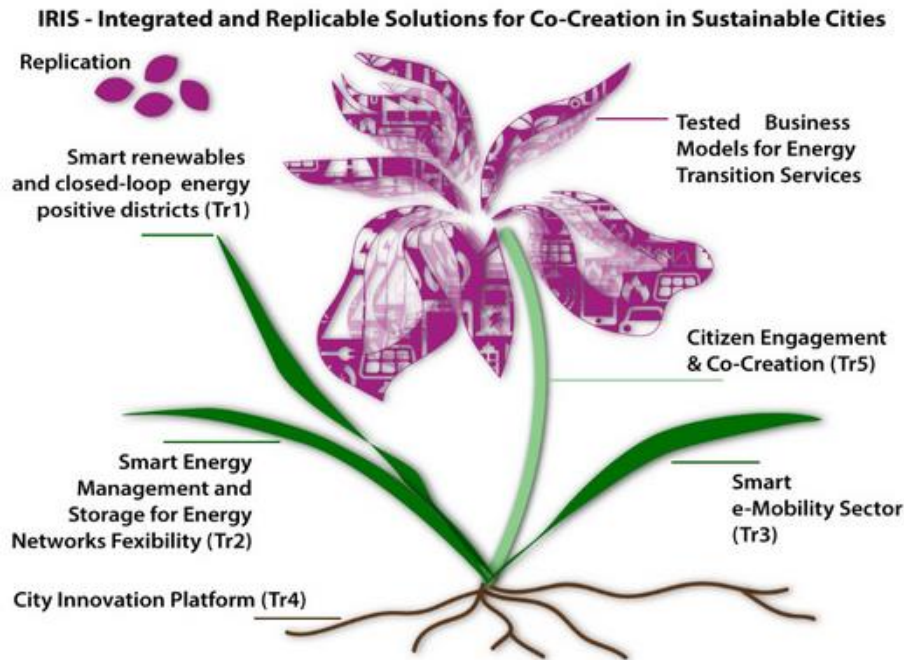 IRIS - Integrated and Replicable Solutions for Co-Creation in Sustainable Cities
Replication
Smart renewables
and closed-loop energy
positive districts (Tr1)
Tested Business
Models for Energy
Transition Services
Citizen Engagement
& Co-Creation (Tr5)
Smart Energy
Management and
Storage for Energy
Networks Fexibility (Tr2)
Smart
e-Mobility Sector
(Tr3)
City Innovation Platform (Tr4)